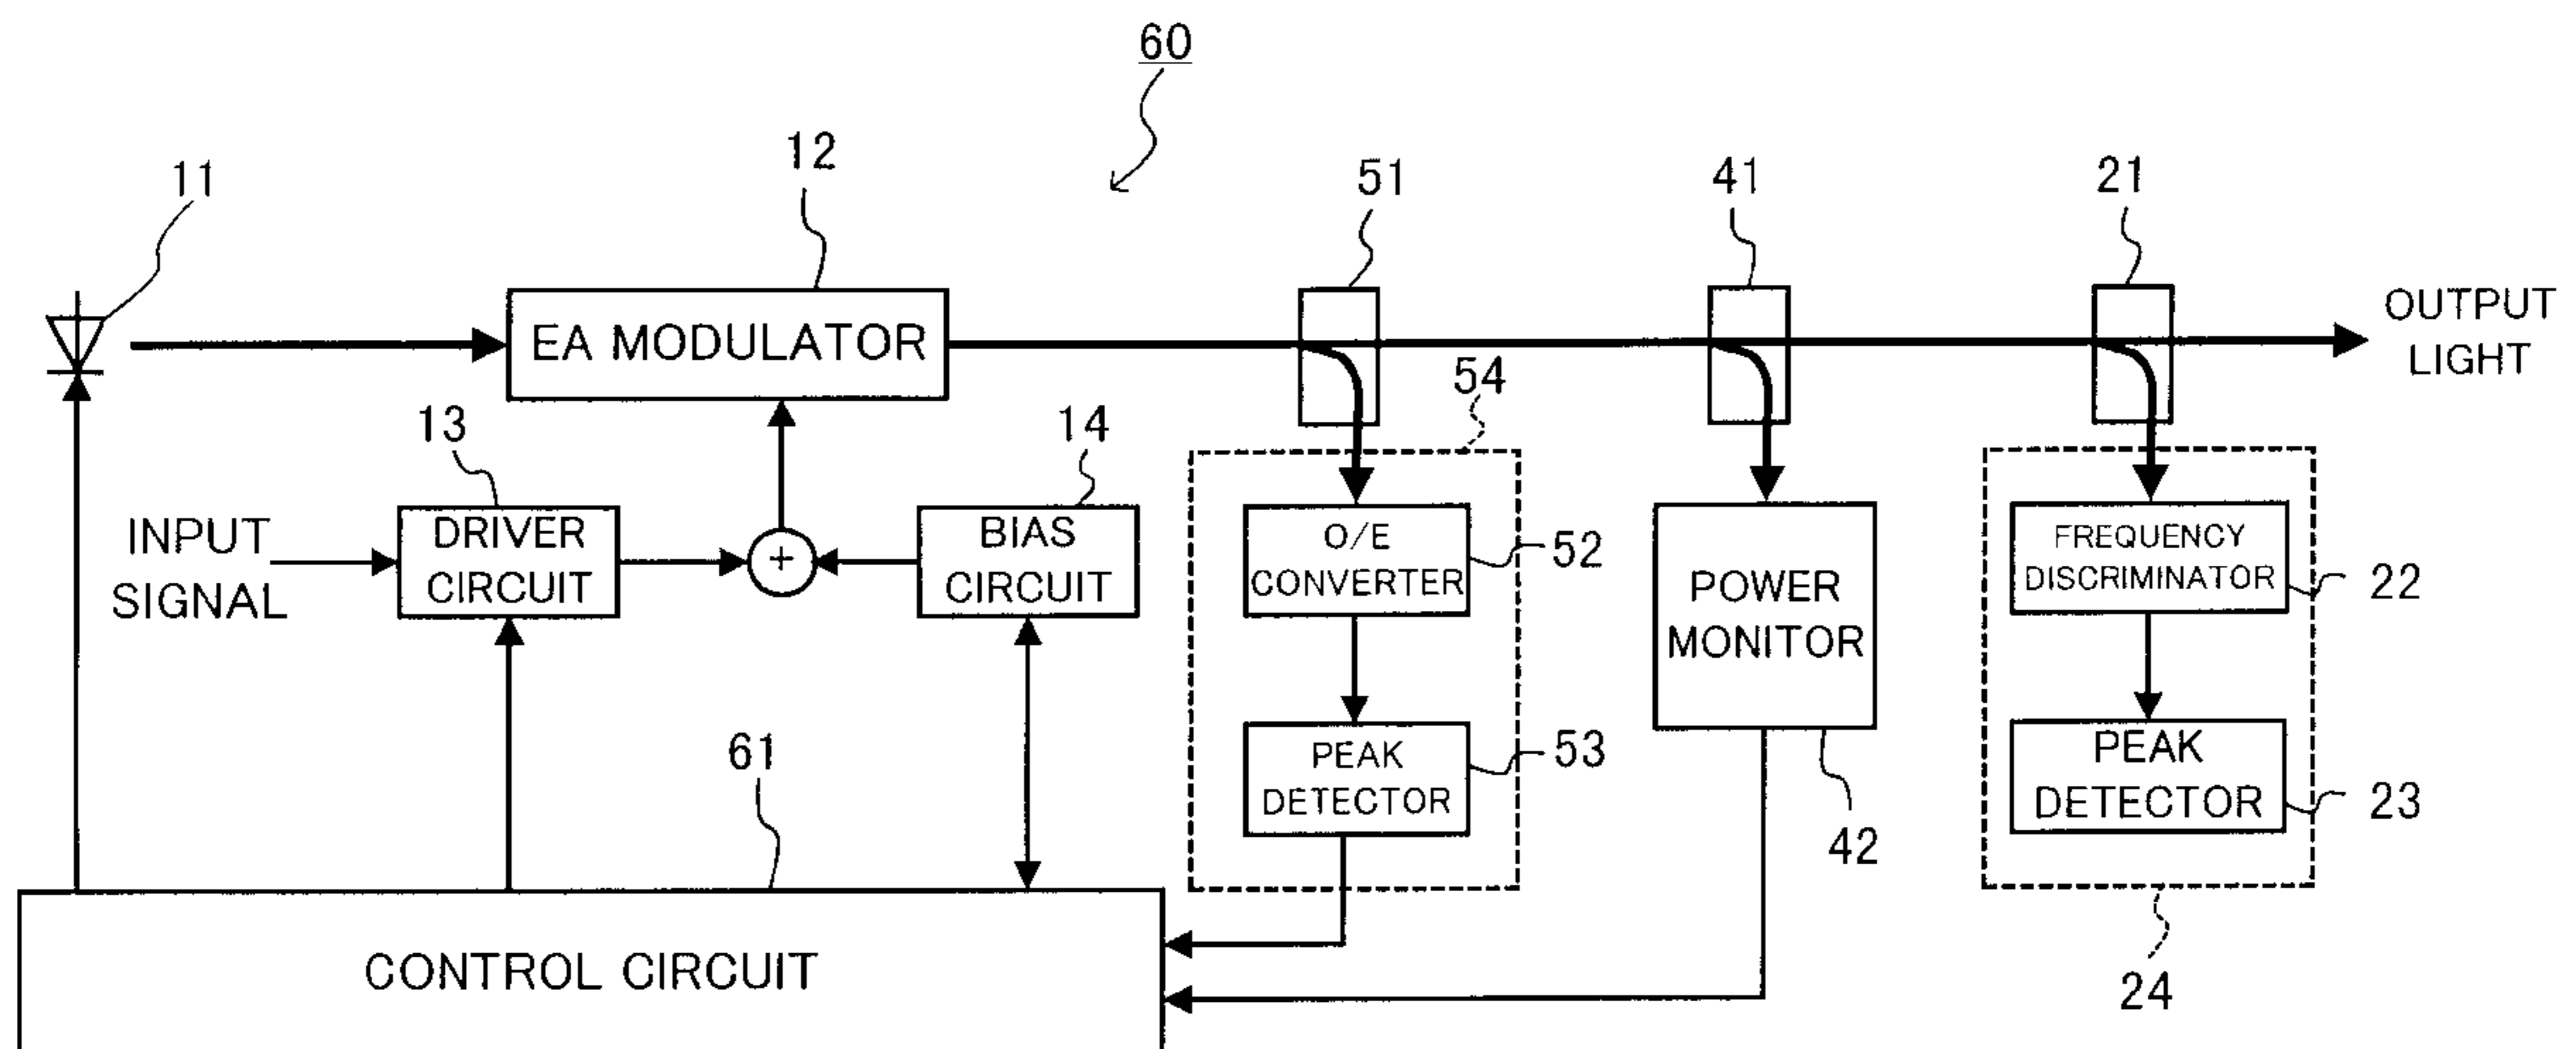 60
11
12
51
41
21
EA MODULATOR
OUTPUT
LIGHT
54
13
14
INPUT
SIGNAL
DRIVER
CIRCUIT
+
BIAS
CIRCUIT
O/E
CONVERTER
52
POWER
MONITOR
FREQUENCY
DISCRIMINATOR
22
61
PEAK
DETECTOR
53
42
PEAK
DETECTOR
23
CONTROL CIRCUIT
24